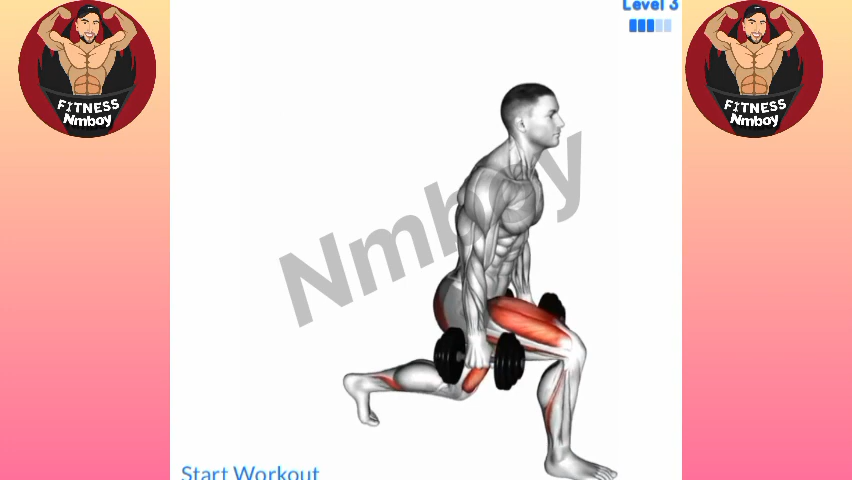 Level 3
FITNESS
Nmboy
FITNESS
Nmboy
Nmboy
Start Workout